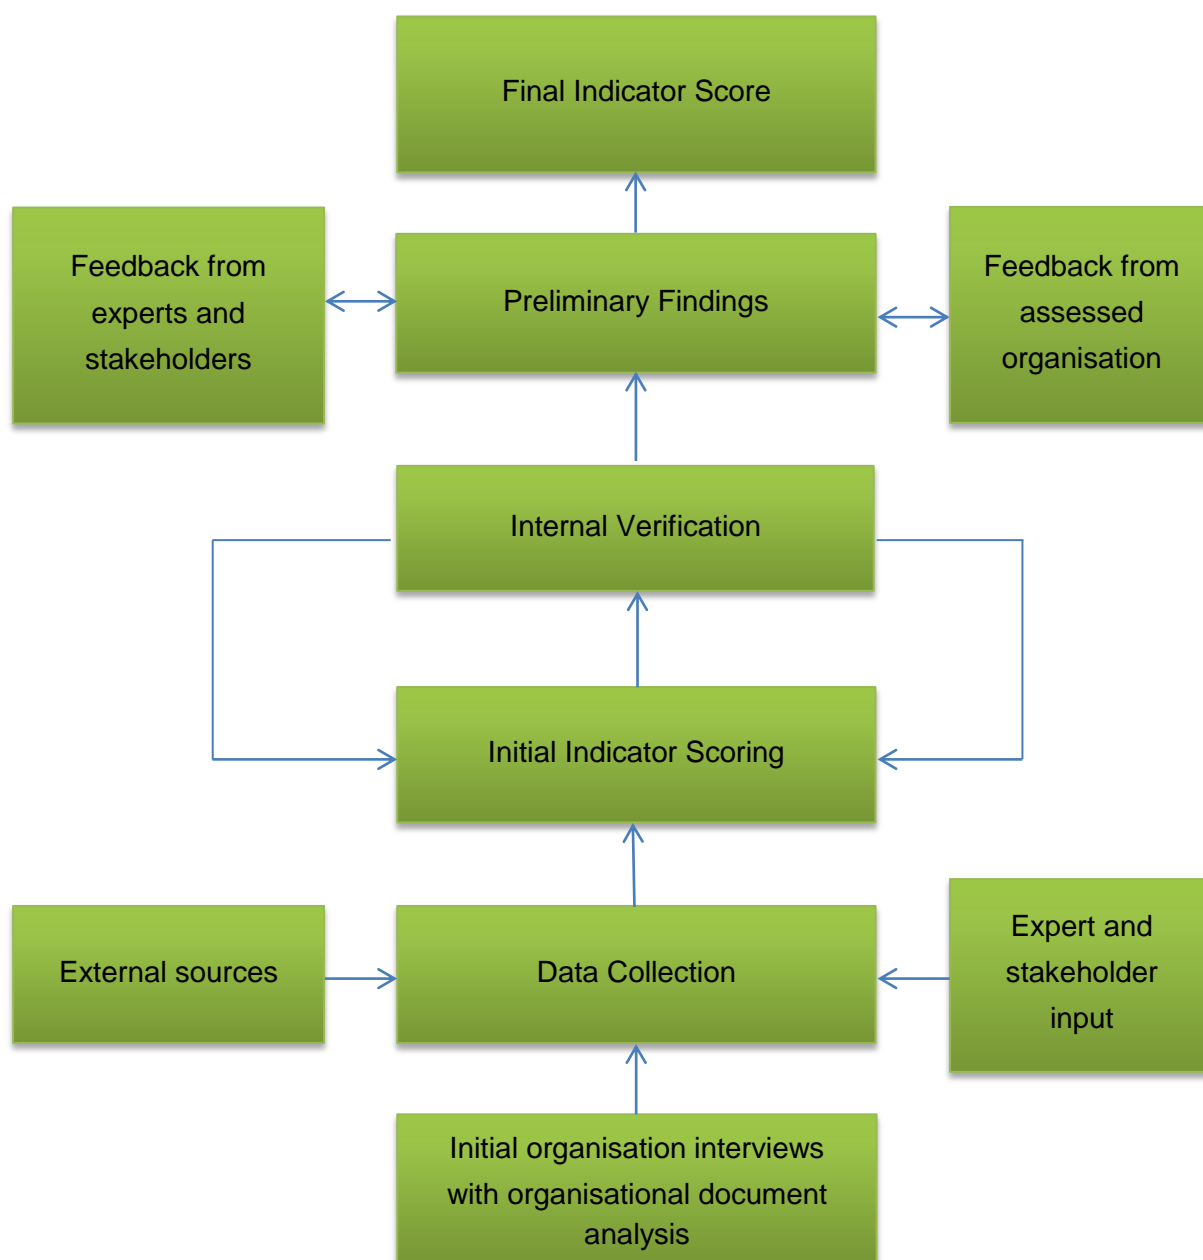 Final Indicator Score
Feedback from
experts and
stakeholders
Preliminary Findings
Feedback from
assessed
organisation
Internal Verification
Initial Indicator Scoring
External sources
Data Collection
Expert and
stakeholder
input
Initial organisation interviews
with organisational document
analysis